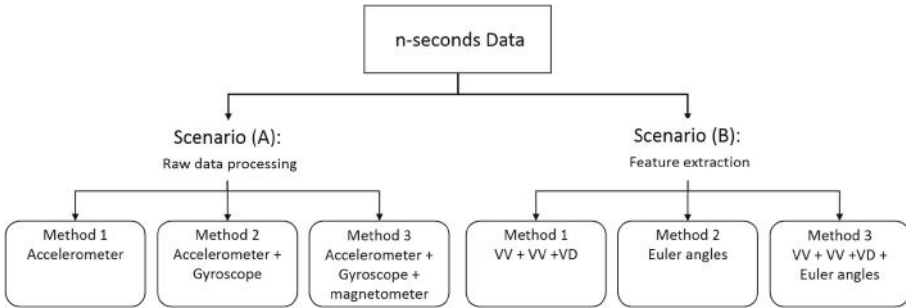 n-seconds Data
Scenario (A):
Raw data processing
Scenario (B):
Feature extraction
Method 1
Accelerometer
Method 2
Accelerometer +
Gyroscope
Method 3
Accelerometer +
Gyroscope +
magnetometer
Method 1
VV + VV +VD
Method 2
Euler angles
Method 3
VV + VV +VD +
Euler angles